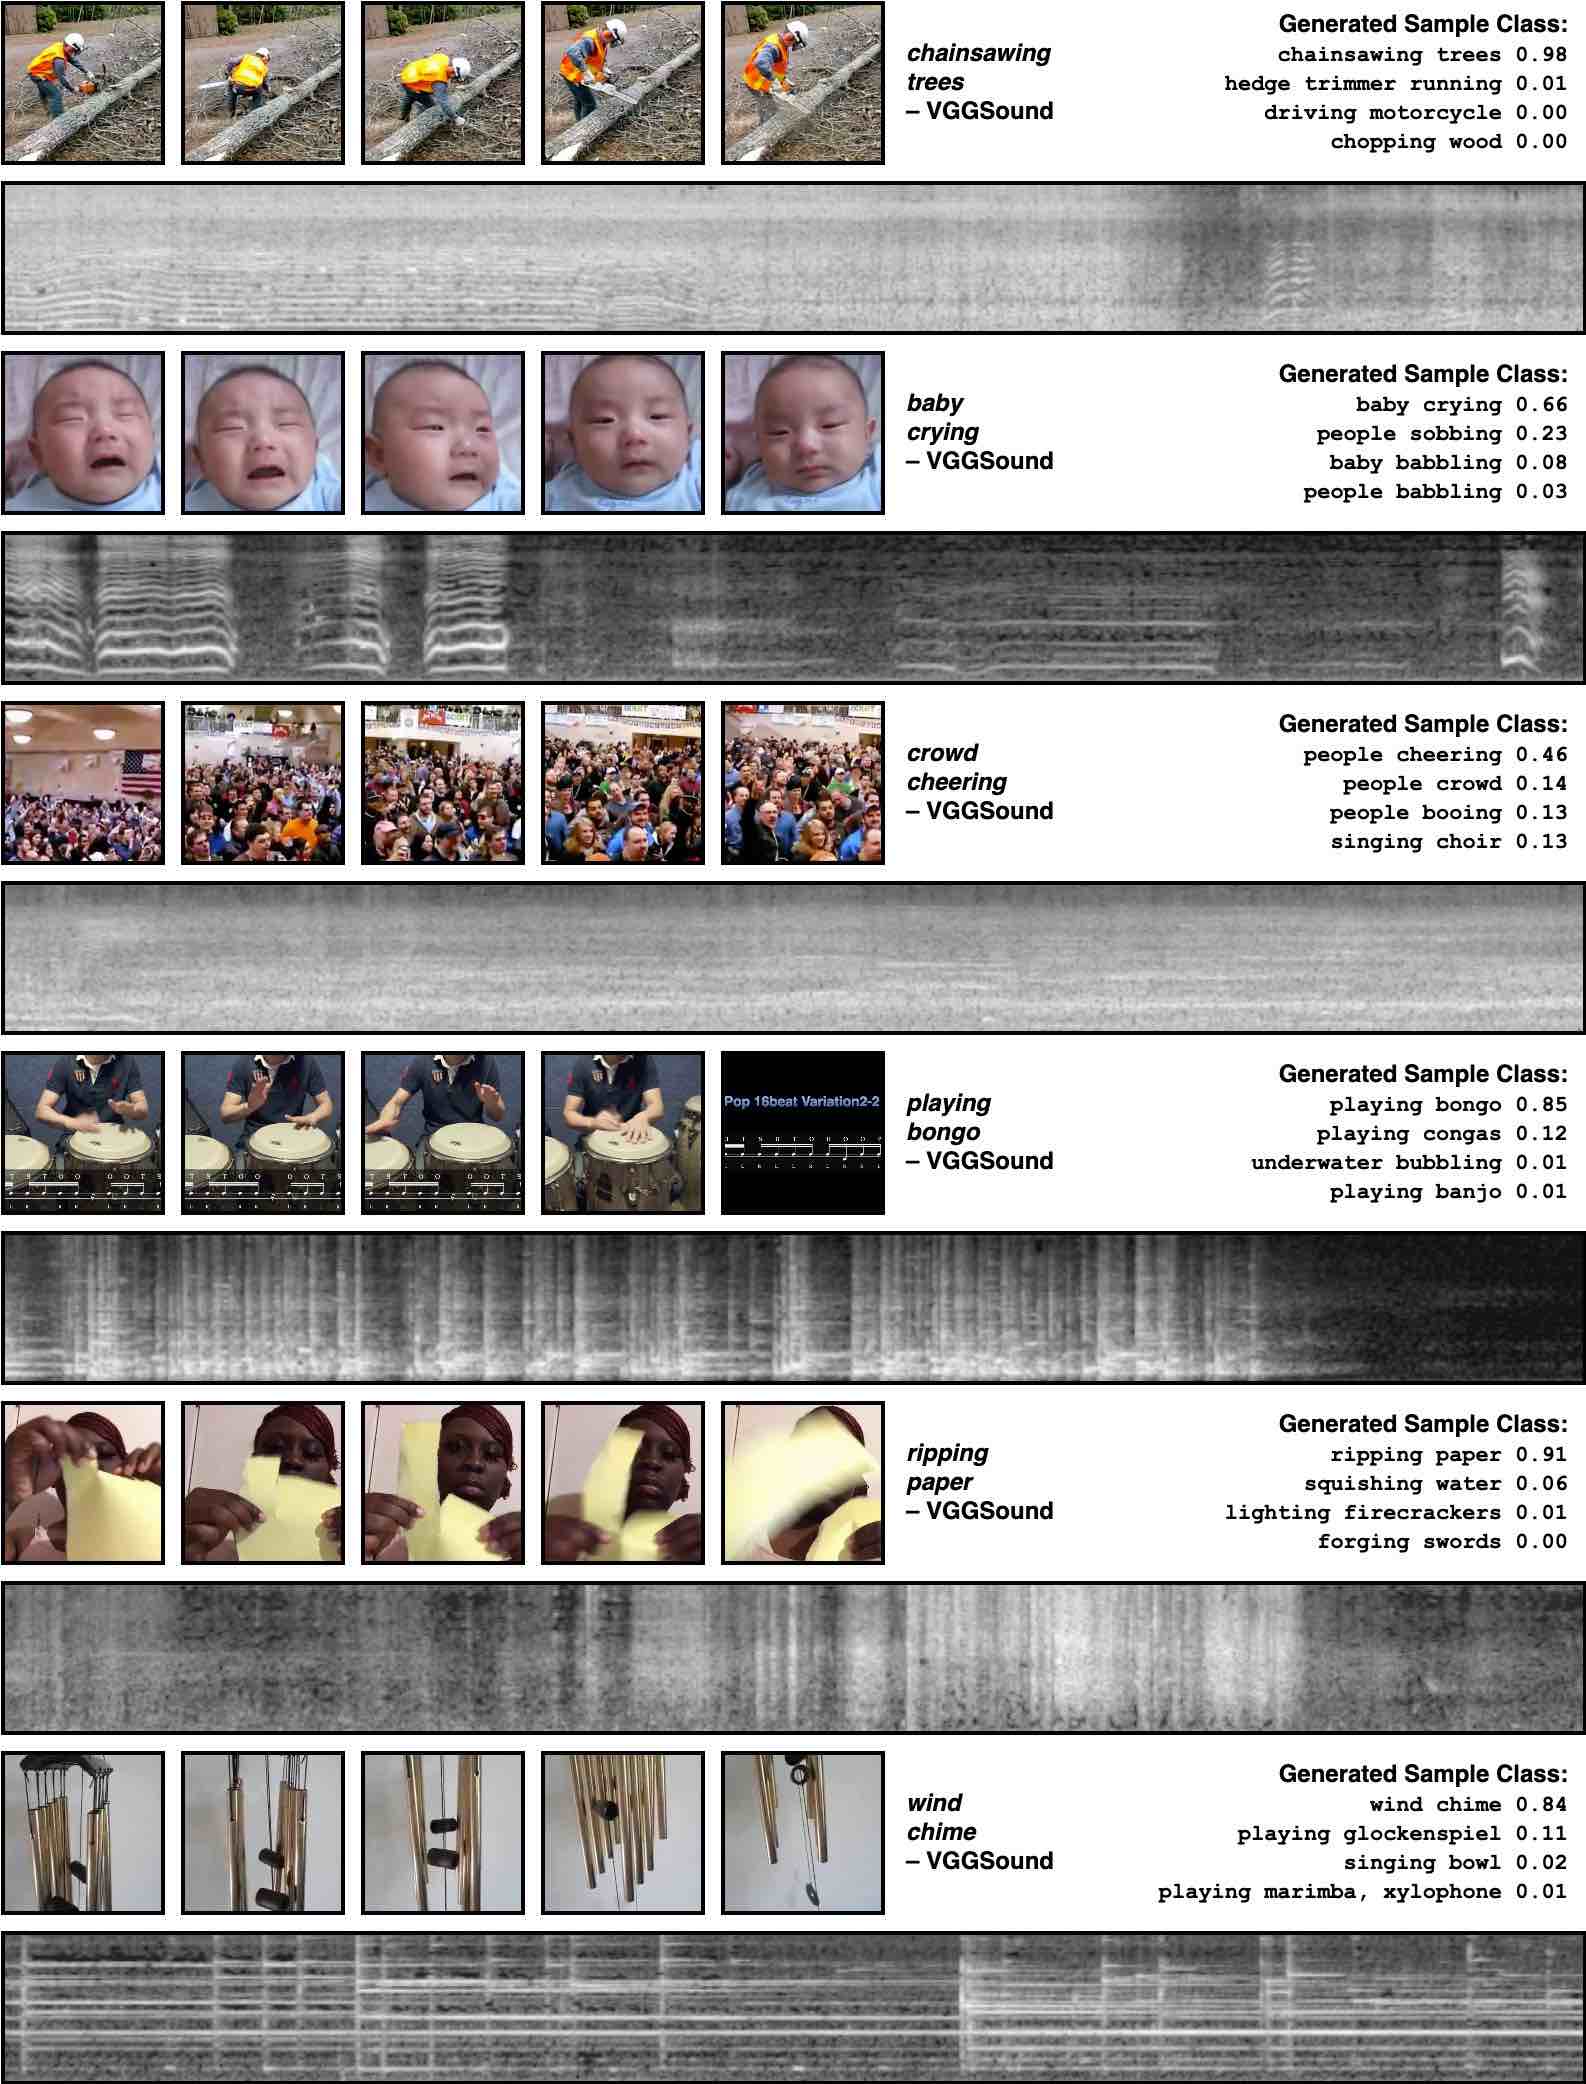 Generated Sample Class:
chainsawing
trees
– VGGSound
chainsawing trees 0.98
hedge trimmer running 0.01
driving motorcycle 0.00
chopping wood 0.00
Generated Sample Class:
baby
crying
– VGGSound
baby crying 0.66
people sobbing 0.23
baby babbling 0.08
people babbling 0.03
Generated Sample Class:
crowd
cheering
– VGGSound
people cheering 0.46
people crowd 0.14
people booing 0.13
singing choir 0.13
Pop 16beat Variation2-2
Generated Sample Class:
playing
bongo
– VGGSound
playing bongo 0.85
playing congas 0.12
underwater bubbling 0.01
playing banjo 0.01
Generated Sample Class:
ripping
paper
– VGGSound
ripping paper 0.91
squishing water 0.06
lighting firecrackers 0.01
forging swords 0.00
Generated Sample Class:
wind
chime
– VGGSound
wind chime 0.84
playing glockenspiel 0.11
singing bowl 0.02
playing marimba, xylophone 0.01